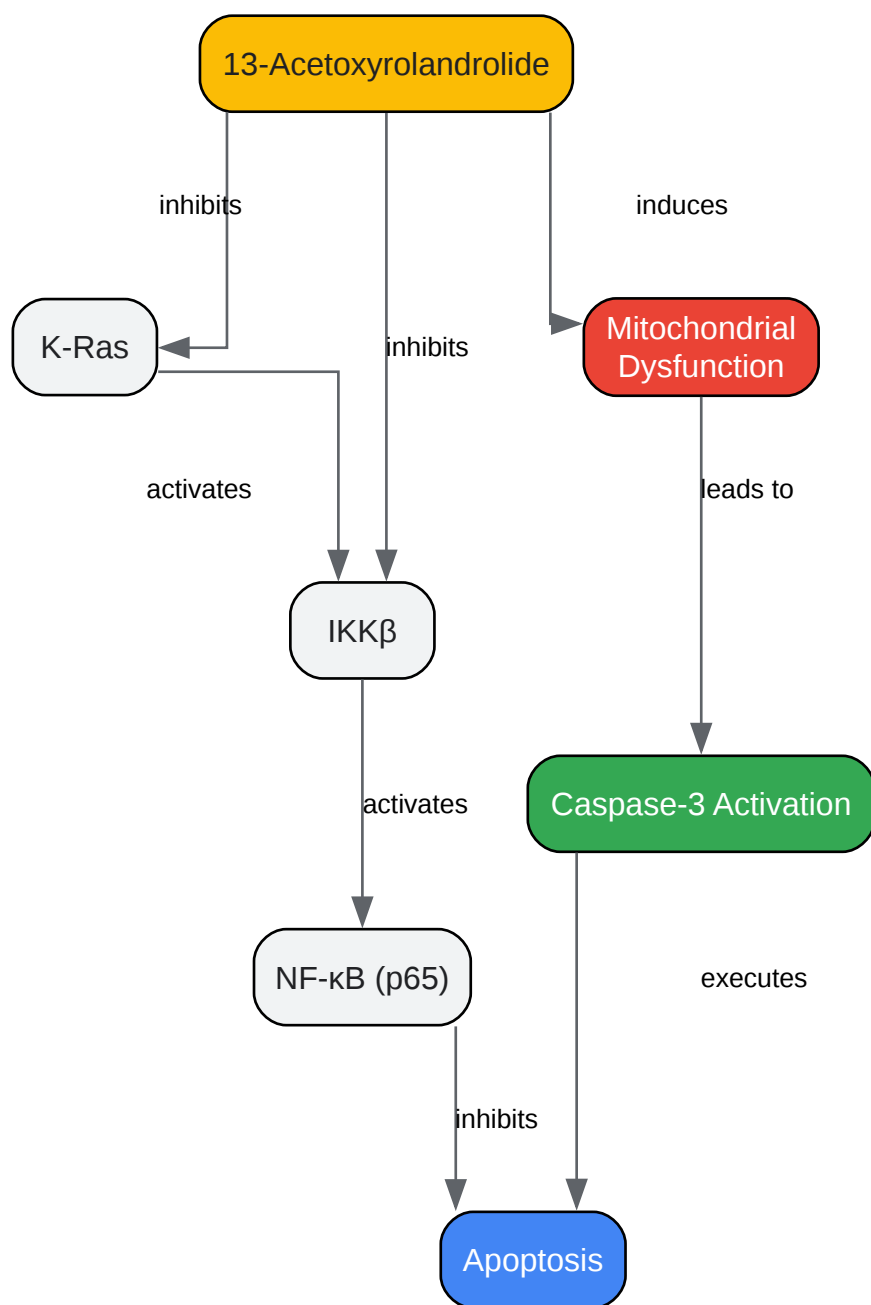 13-Acetoxyrolandrolide
inhibits
induces
K-Ras
inhibits
Mitochondrial
Dysfunction
activates
leads to
IKKβ
activates
Caspase-3 Activation
NF-κB (p65)
executes
inhibits
Apoptosis